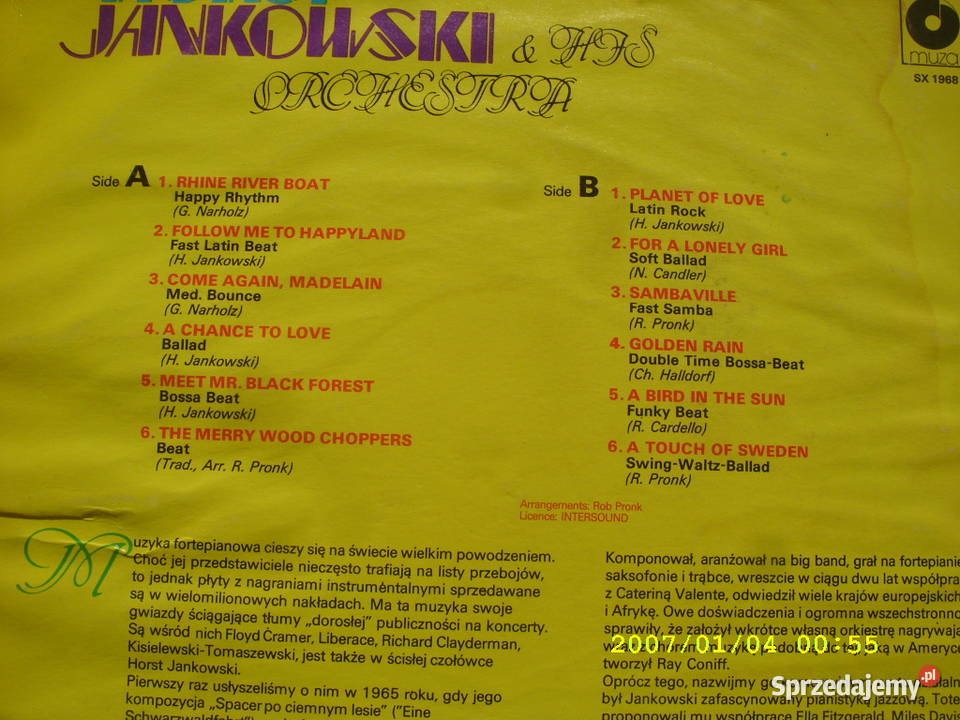 JANKOWSKI & HIS
ORCHESTRA
muza
SX 1968
Side A
1. RHINE RIVER BOAT
Happy Rhythm
(G. Narholz)
2. FOLLOW ME TO HAPPYLAND
Fast Latin Beat
(H. Jankowski)
3. COME AGAIN, MADELAIN
Med. Bounce
(G. Narholz)
4. A CHANCE TO LOVE
Ballad
(H. Jankowski)
5. MEET MR. BLACK FOREST
Bossa Beat
(H. Jankowski)
6. THE MERRY WOOD CHOPPERS
Beat
(Trad., Arr. R. Pronk)
Side B
1. PLANET OF LOVE
Latin Rock
(H. Jankowski)
2. FOR A LONELY GIRL
Soft Ballad
(N. Candler)
3. SAMBAVILLE
Fast Samba
(R. Pronk)
4. GOLDEN RAIN
Double Time Bossa-Beat
(Ch. Halldorf)
5. A BIRD IN THE SUN
Funky Beat
(R. Cardello)
6. A TOUCH OF SWEDEN
Swing-Waltz-Ballad
(R. Pronk)
Arrangements: Rob Pronk
Licence: INTERSOUND
Muzyka fortepianowa cieszy się na świecie wielkim powodzeniem.
Choć jej przedstawiciele nieczęsto trafiają na listy przebojów,
to jednak płyty z nagraniami instrumentalnymi sprzedawane
są w wielomilionowych nakładach. Ma ta muzyka swoje
gwiazdy ściągające tłumy „dorosłej" publiczności na koncerty.
Są wśród nich Floyd Cramer, Liberace, Richard Clayderman,
Kisielewski-Tomaszewski, jest także w ścisłej czołówce
Horst Jankowski.
Pierwszy raz usłyszeliśmy o nim w 1965 roku, gdy jego
kompozycja „Spacer po ciemnym lesie" ("Eine
Komponował, aranżował na big band, grał na fortepianie
saksofonie i trąbce, wreszcie w ciągu dwu lat współpra
z Cateriną Valente, odwiedził wiele krajów europejskich
i Afrykę. Owe doświadczenia i ogromna wszechstronno
sprawiły, że założył wkrótce własną orkiestrę nagrywają
tworzył Ray Coniff.
Oprócz tego, nazwijmy
był Jankowski zafascynowany pianistyką jazzową. Tote
proponowali mu współpracę Ella Fitzgerald, Miles Davi
2007/01/04 00:55
Sprzedajemy.pl